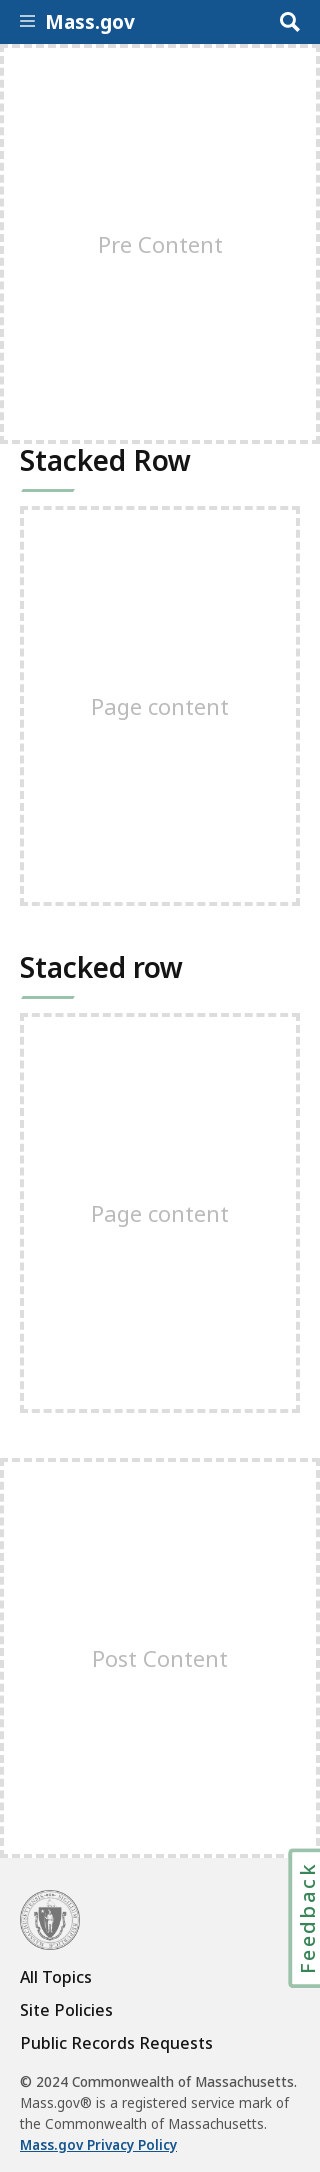 Mass.gov
Pre Content
Stacked Row
Page content
Stacked row
Page content
Post Content
Feedback
All Topics
Site Policies
Public Records Requests
© 2024 Commonwealth of Massachusetts.
Mass.gov® is a registered service mark of
the Commonwealth of Massachusetts.
Mass.gov Privacy Policy